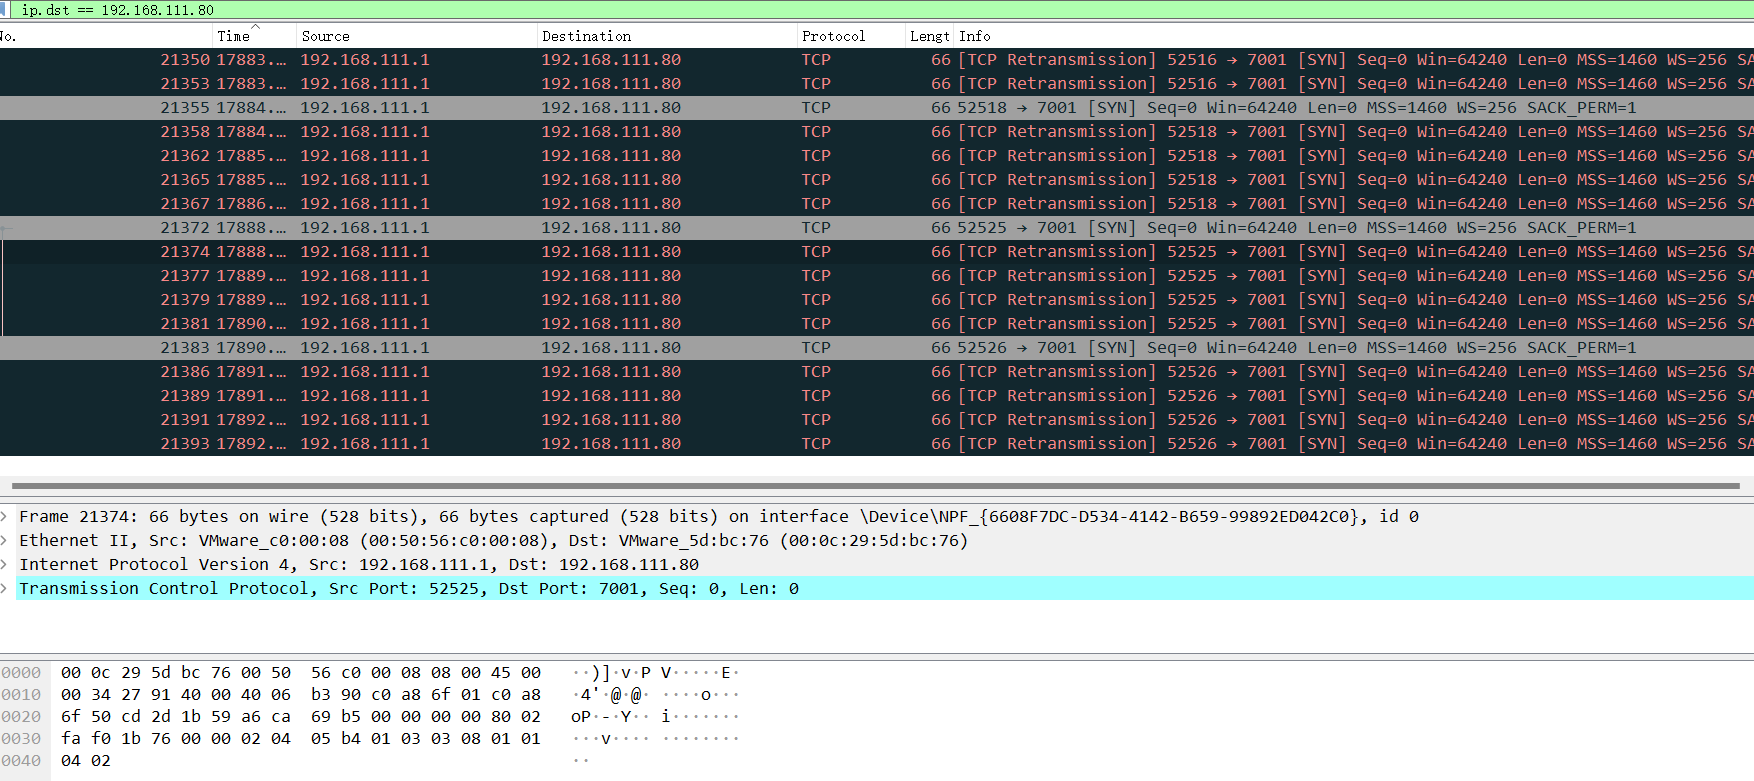 ip.dst == 192.168.111.80
No. Time Source Destination Protocol Lengt Info
21350 17883.… 192.168.111.1 192.168.111.80 TCP 66 [TCP Retransmission] 52516 → 7001 [SYN] Seq=0 Win=64240 Len=0 MSS=1460 WS=256 SA
21353 17883.… 192.168.111.1 192.168.111.80 TCP 66 [TCP Retransmission] 52516 → 7001 [SYN] Seq=0 Win=64240 Len=0 MSS=1460 WS=256 SA
21355 17884.… 192.168.111.1 192.168.111.80 TCP 66 52518 → 7001 [SYN] Seq=0 Win=64240 Len=0 MSS=1460 WS=256 SACK_PERM=1
21358 17884.… 192.168.111.1 192.168.111.80 TCP 66 [TCP Retransmission] 52518 → 7001 [SYN] Seq=0 Win=64240 Len=0 MSS=1460 WS=256 SA
21362 17885.… 192.168.111.1 192.168.111.80 TCP 66 [TCP Retransmission] 52518 → 7001 [SYN] Seq=0 Win=64240 Len=0 MSS=1460 WS=256 SA
21365 17885.… 192.168.111.1 192.168.111.80 TCP 66 [TCP Retransmission] 52518 → 7001 [SYN] Seq=0 Win=64240 Len=0 MSS=1460 WS=256 SA
21367 17886.… 192.168.111.1 192.168.111.80 TCP 66 [TCP Retransmission] 52518 → 7001 [SYN] Seq=0 Win=64240 Len=0 MSS=1460 WS=256 SA
21372 17888.… 192.168.111.1 192.168.111.80 TCP 66 52525 → 7001 [SYN] Seq=0 Win=64240 Len=0 MSS=1460 WS=256 SACK_PERM=1
21374 17888.… 192.168.111.1 192.168.111.80 TCP 66 [TCP Retransmission] 52525 → 7001 [SYN] Seq=0 Win=64240 Len=0 MSS=1460 WS=256 SA
21377 17889.… 192.168.111.1 192.168.111.80 TCP 66 [TCP Retransmission] 52525 → 7001 [SYN] Seq=0 Win=64240 Len=0 MSS=1460 WS=256 SA
21379 17889.… 192.168.111.1 192.168.111.80 TCP 66 [TCP Retransmission] 52525 → 7001 [SYN] Seq=0 Win=64240 Len=0 MSS=1460 WS=256 SA
21381 17890.… 192.168.111.1 192.168.111.80 TCP 66 [TCP Retransmission] 52525 → 7001 [SYN] Seq=0 Win=64240 Len=0 MSS=1460 WS=256 SA
21383 17890.… 192.168.111.1 192.168.111.80 TCP 66 52526 → 7001 [SYN] Seq=0 Win=64240 Len=0 MSS=1460 WS=256 SACK_PERM=1
21386 17891.… 192.168.111.1 192.168.111.80 TCP 66 [TCP Retransmission] 52526 → 7001 [SYN] Seq=0 Win=64240 Len=0 MSS=1460 WS=256 SA
21389 17891.… 192.168.111.1 192.168.111.80 TCP 66 [TCP Retransmission] 52526 → 7001 [SYN] Seq=0 Win=64240 Len=0 MSS=1460 WS=256 SA
21391 17892.… 192.168.111.1 192.168.111.80 TCP 66 [TCP Retransmission] 52526 → 7001 [SYN] Seq=0 Win=64240 Len=0 MSS=1460 WS=256 SA
21393 17892.… 192.168.111.1 192.168.111.80 TCP 66 [TCP Retransmission] 52526 → 7001 [SYN] Seq=0 Win=64240 Len=0 MSS=1460 WS=256 SA
Frame 21374: 66 bytes on wire (528 bits), 66 bytes captured (528 bits) on interface \Device\NPF_{6608F7DC-D534-4142-B659-99892ED042C0}, id 0
Ethernet II, Src: VMware_c0:00:08 (00:50:56:c0:00:08), Dst: VMware_5d:bc:76 (00:0c:29:5d:bc:76)
Internet Protocol Version 4, Src: 192.168.111.1, Dst: 192.168.111.80
Transmission Control Protocol, Src Port: 52525, Dst Port: 7001, Seq: 0, Len: 0
0000 00 0c 29 5d bc 76 00 50 56 c0 00 08 08 00 45 00 ··)]·v·P V·····E·
0010 00 34 27 91 40 00 40 06 b3 90 c0 a8 6f 01 c0 a8 ·4'·@·@· ····o···
0020 6f 50 cd 2d 1b 59 a6 ca 69 b5 00 00 00 00 80 02 oP·-·Y·· i·······
0030 fa f0 1b 76 00 00 02 04 05 b4 01 03 03 08 01 01 ···v···· ········
0040 04 02 ··